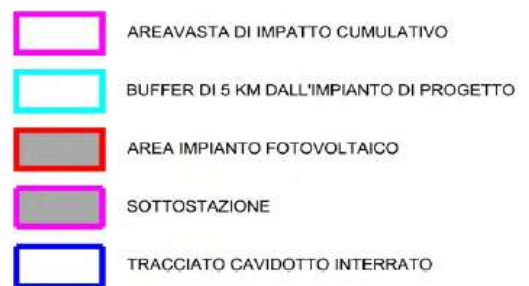 AREAVASTA DI IMPATTO CUMULATIVO
BUFFER DI 5 KM DALL'IMPIANTO DI PROGETTO
AREA IMPIANTO FOTOVOLTAICO
SOTTOSTAZIONE
TRACCIATO CAVIDOTTO INTERRATO